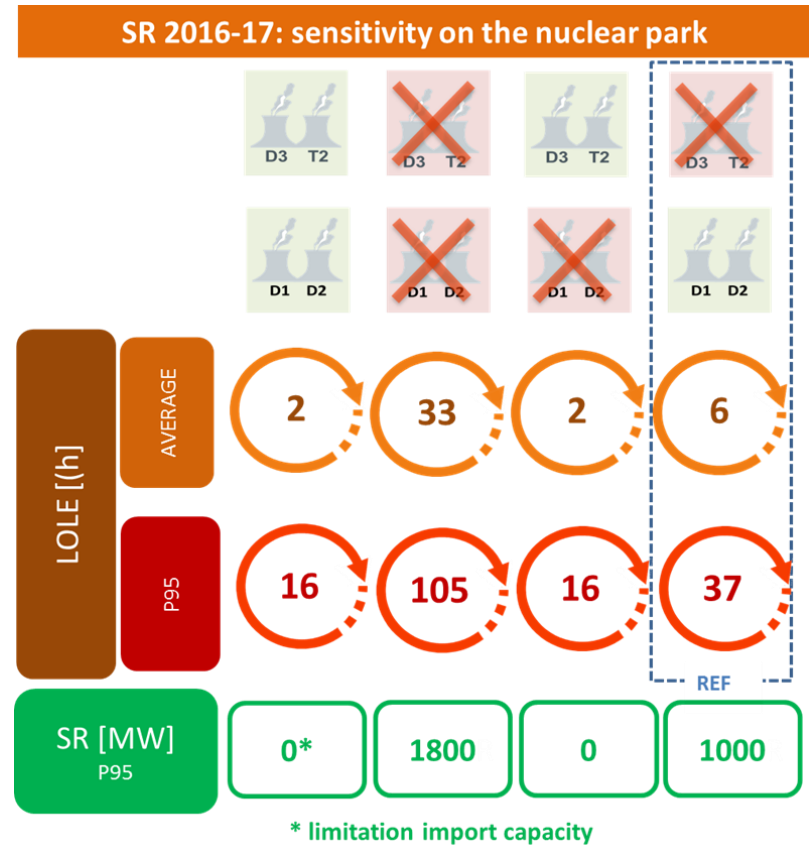 SR 2016-17: sensitivity on the nuclear park
D3 T2
D3 T2
D3 T2
D3 T2
D1 D2
D1 D2
D1 D2
D1 D2
LOLE [(h]
AVERAGE
2
33
2
6
P95
16
105
16
37
REF
SR [MW]
P95
0*
1800
0
1000
* limitation import capacity